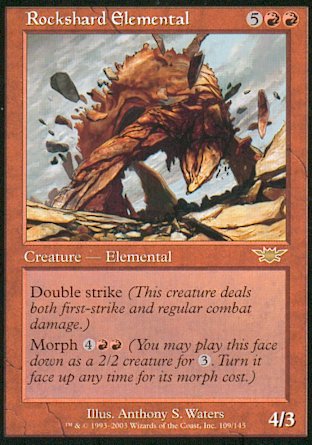 Rockshard Elemental 5
Creature — Elemental
Double strike (This creature deals
both first-strike and regular combat
damage.)
Morph 4 (You may play this face
down as a 2/2 creature for 3. Turn it
face up any time for its morph cost.)
4/3
Illus. Anthony S. Waters
™ & © 1993-2003 Wizards of the Coast, Inc. 109/145